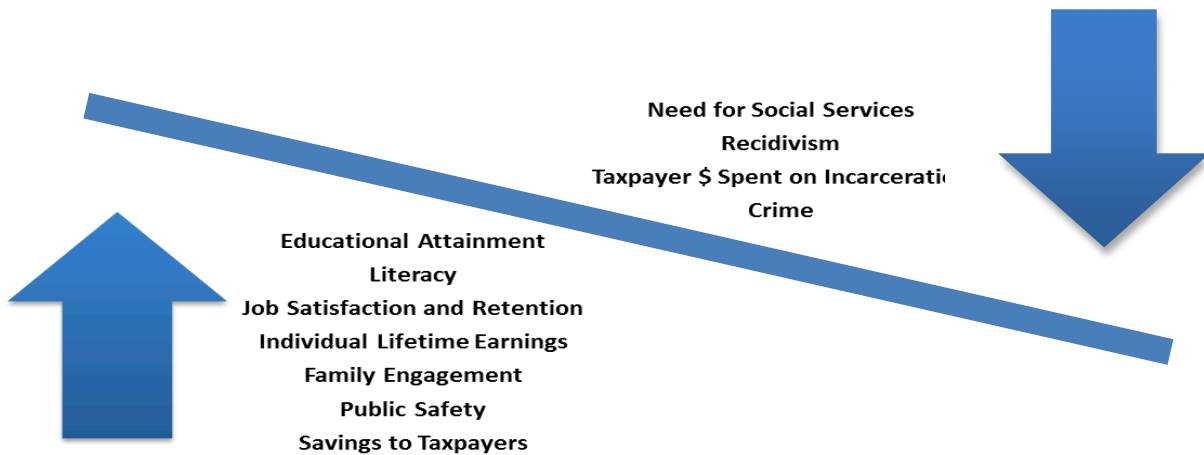 Need for Social Services
Recidivism
Taxpayer $ Spent on Incarcerati
Crime
Educational Attainment
Literacy
Job Satisfaction and Retention
Individual Lifetime Earnings
Family Engagement
Public Safety
Savings to Taxpayers